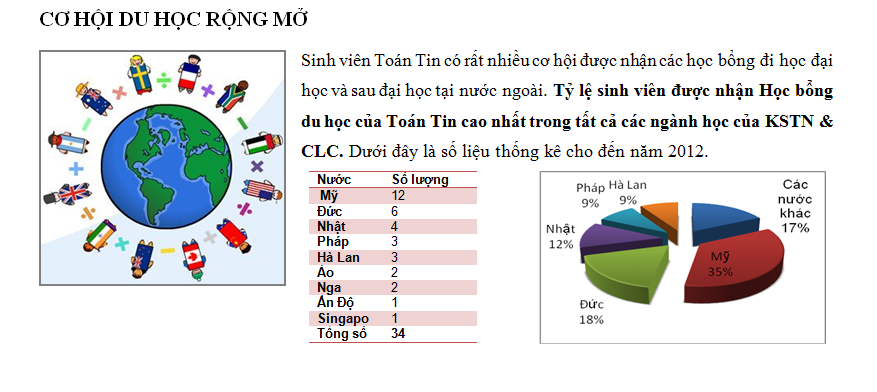 CƠ HỘI DU HỌC RỘNG MỞ
Sinh viên Toán Tin có rất nhiều cơ hội được nhận các học bổng đi học đại
học và sau đại học tại nước ngoài. Tỷ lệ sinh viên được nhận Học bổng
du học của Toán Tin cao nhất trong tất cả các ngành học của KSTN &
CLC. Dưới đây là số liệu thống kê cho đến năm 2012.
Nước Số lượng
Mỹ 12
Đức 6
Nhật 4
Pháp 3
Hà Lan 3
Áo 2
Nga 2
Ấn Độ 1
Singapo 1
Tổng số 34
Pháp 9%
Hà Lan 9%
Các nước khác 17%
Nhật 12%
Mỹ 35%
Đức 18%